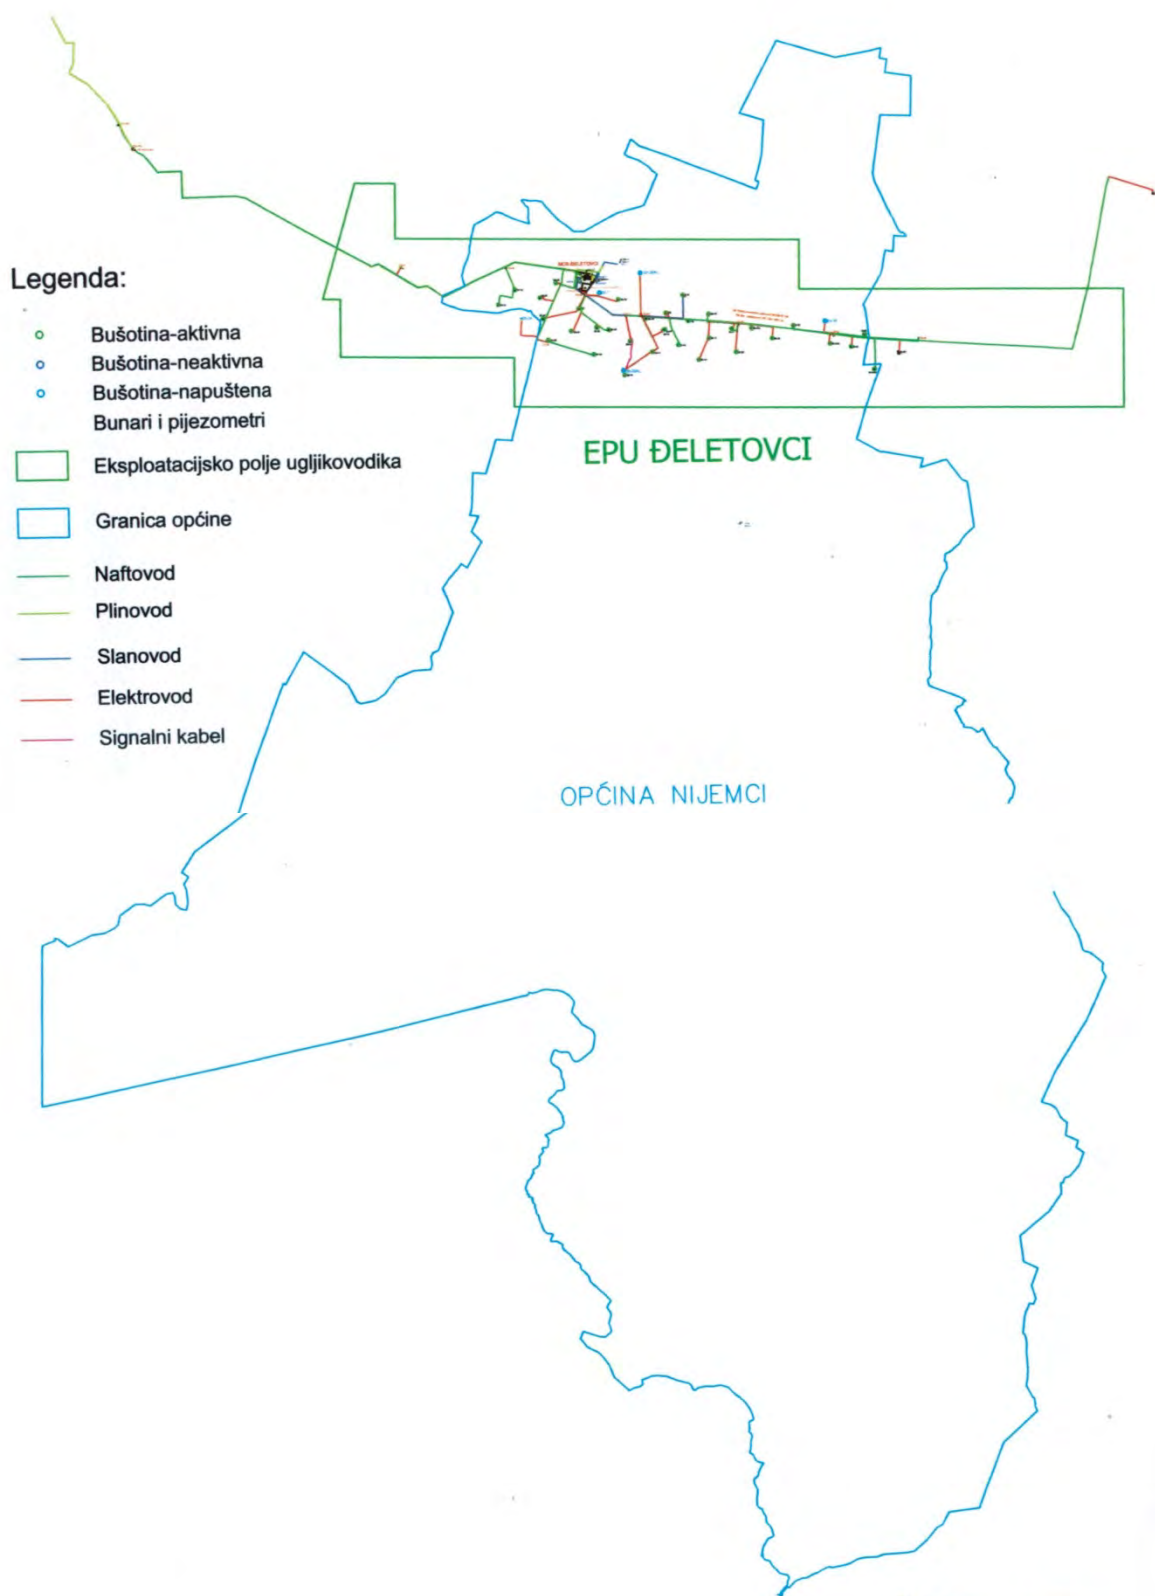 Legenda:
Bušotina-aktivna
Bušotina-neaktivna
Bušotina-napuštena
Bunari i pijezometri
Eksploatacijsko polje ugljikovodika
Granica općine
Naftovod
Plinovod
Slanovod
Elektrovod
Signalni kabel
EPU ĐELETOVCI
OPĆINA NIJEMCI